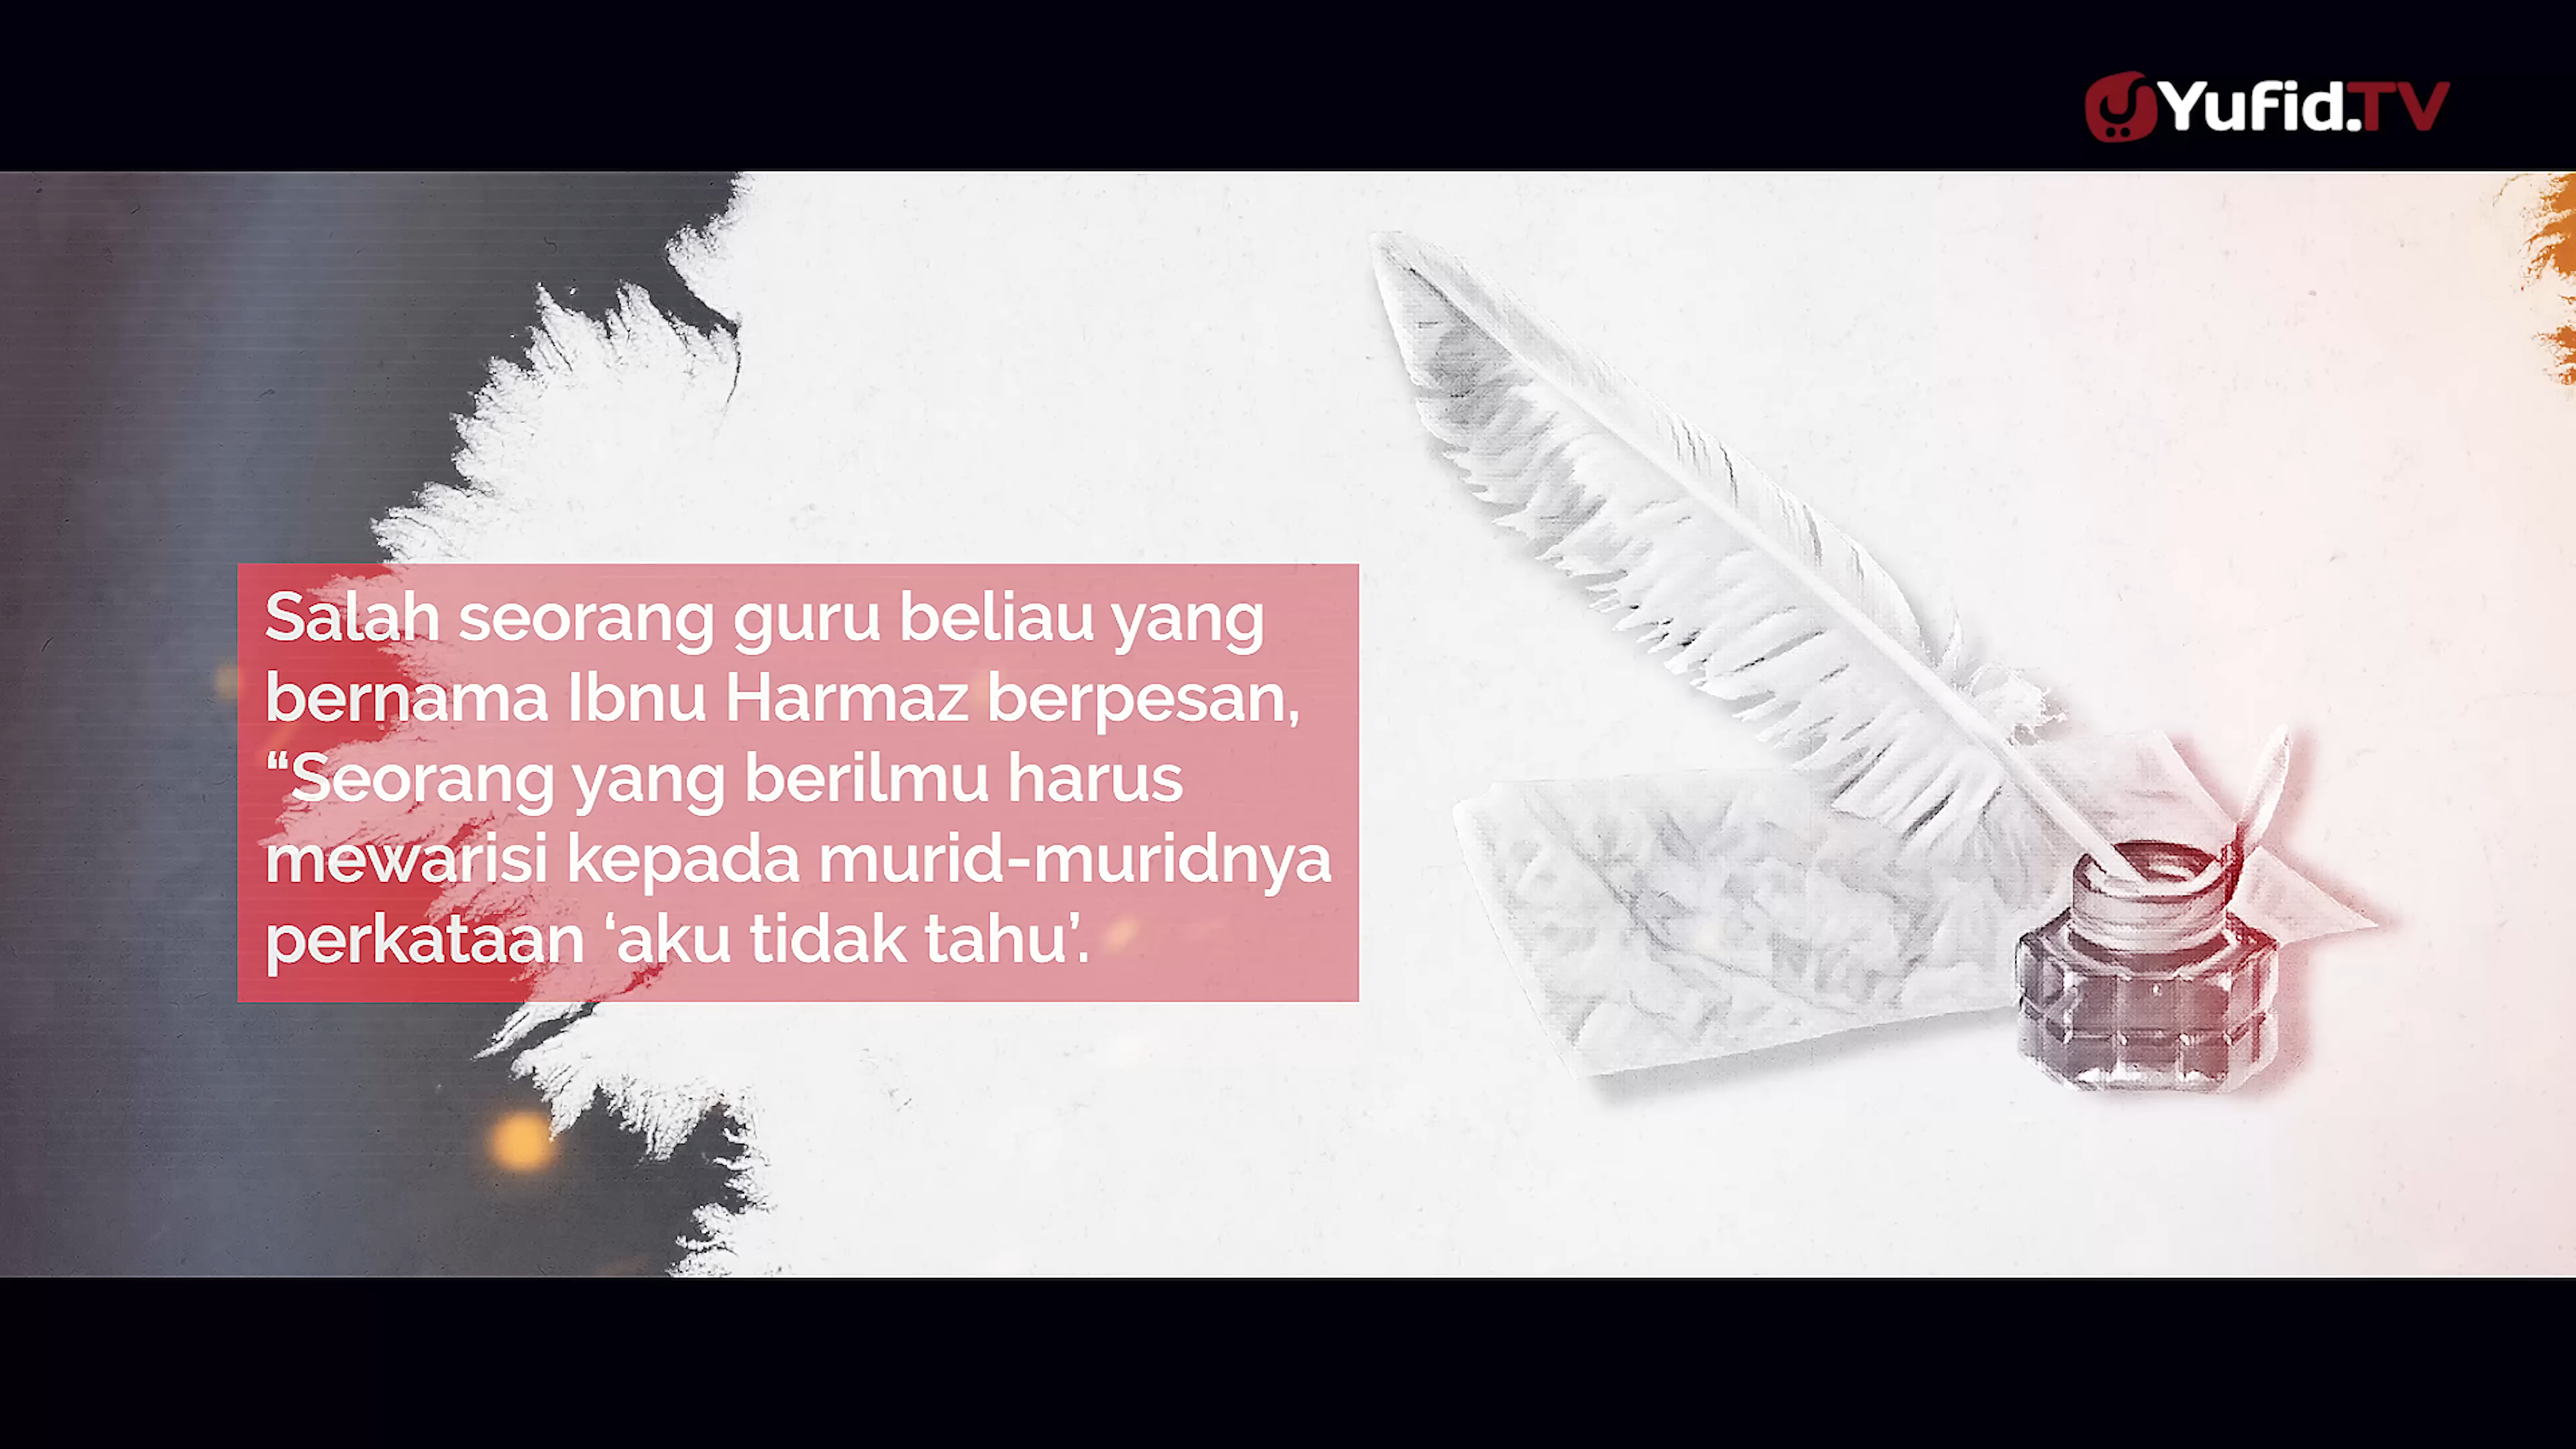 Yufid.TV
Salah seorang guru beliau yang
bernama Ibnu Harmaz berpesan,
“Seorang yang berilmu harus
mewarisi kepada murid-muridnya
perkataan ‘aku tidak tahu’.